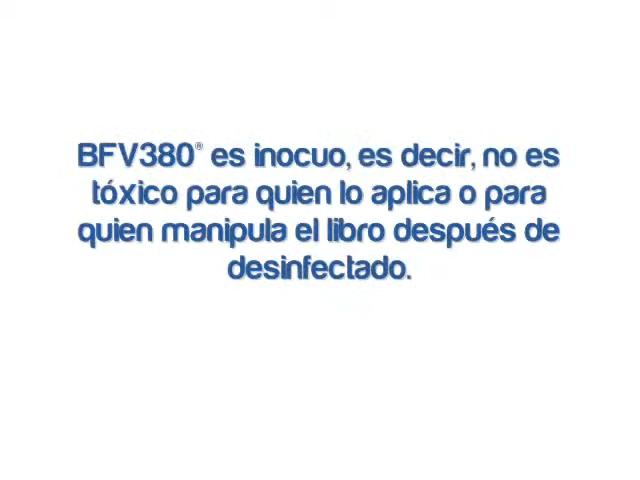 BFV380® es inocuo, es decir, no es
tóxico para quien lo aplica o para
quien manipula el libro después de
desinfectado.